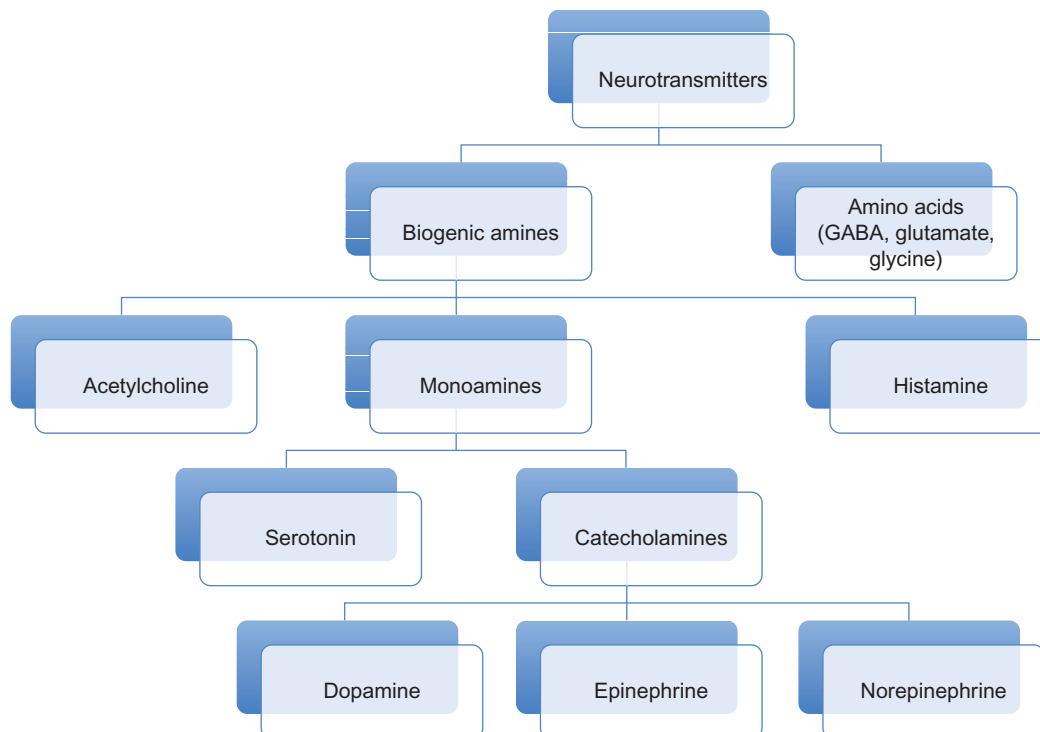 Neurotransmitters
Biogenic amines
Amino acids
(GABA, glutamate,
glycine)
Acetylcholine
Monoamines
Histamine
Serotonin
Catecholamines
Dopamine
Epinephrine
Norepinephrine